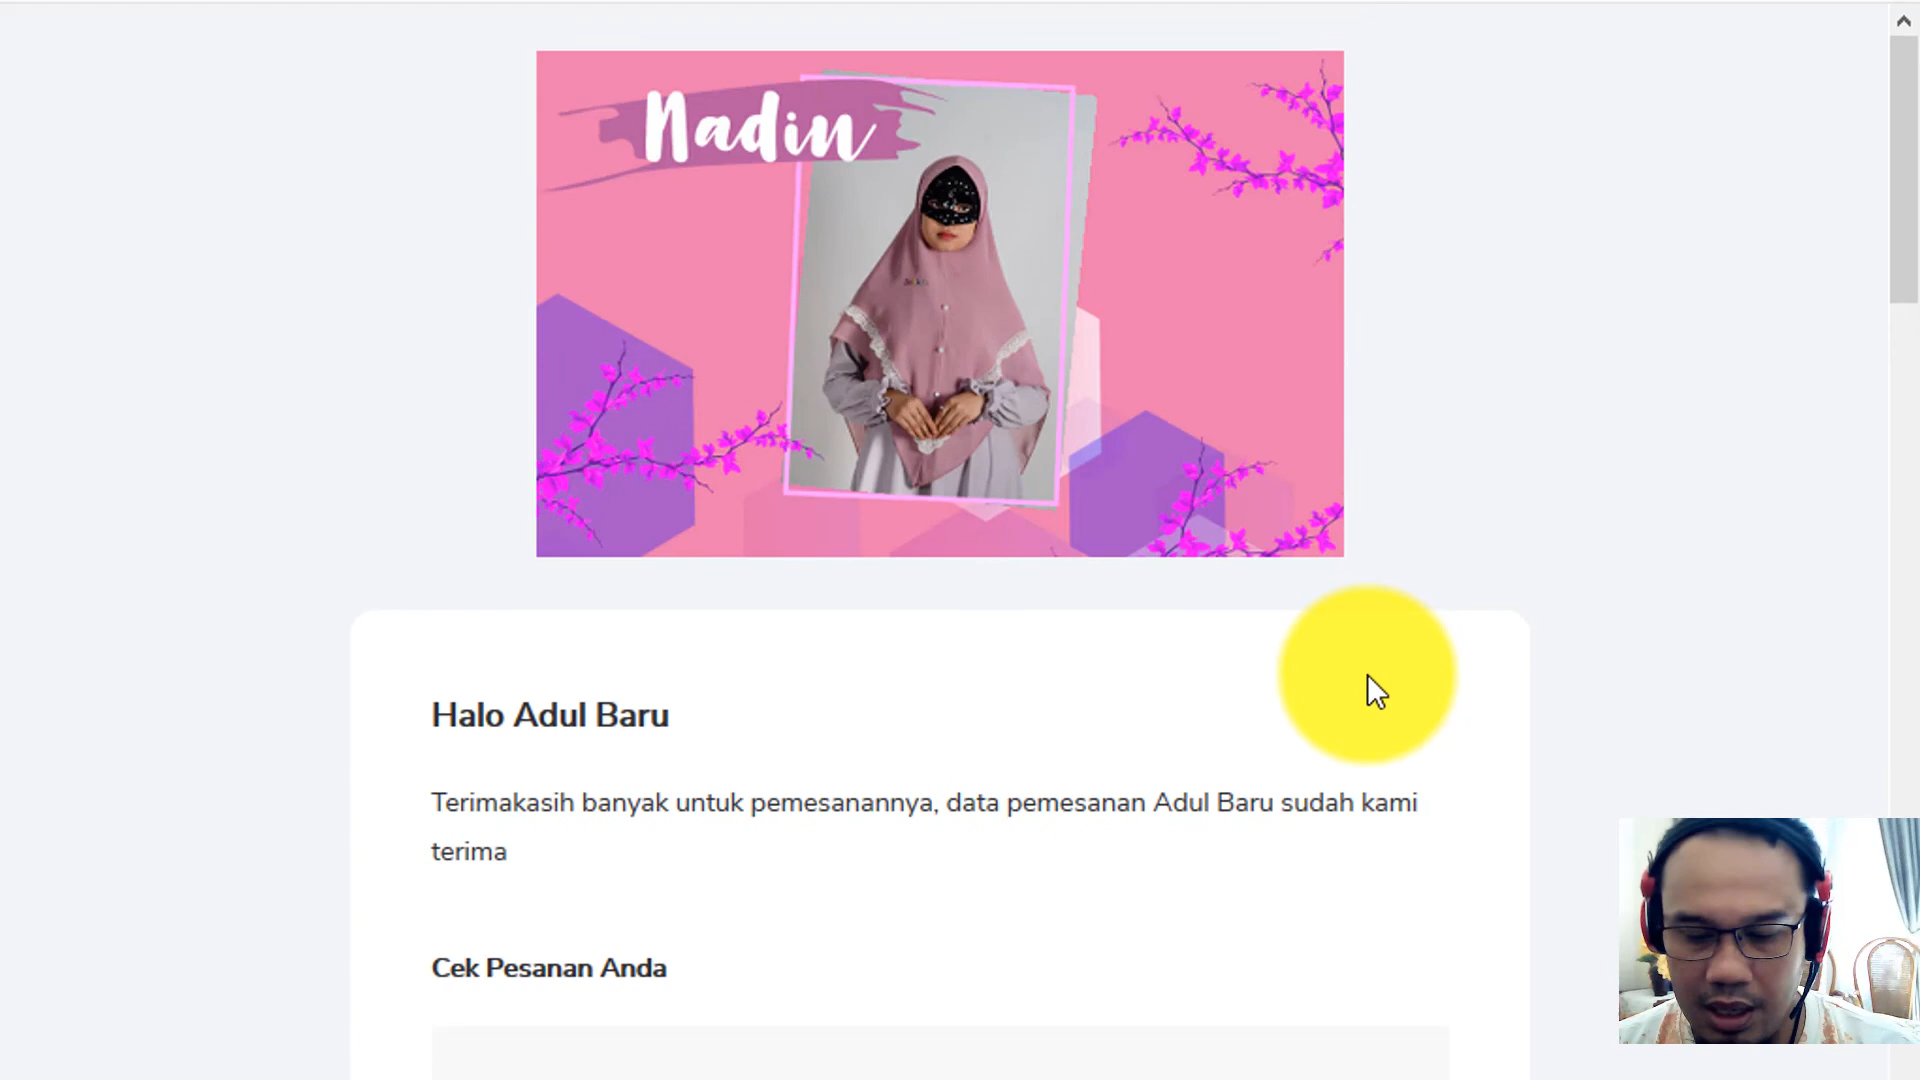 Nadin
Halo Adul Baru
Terimakasih banyak untuk pemesanannya, data pemesanan Adul Baru sudah kami
terima
Cek Pesanan Anda